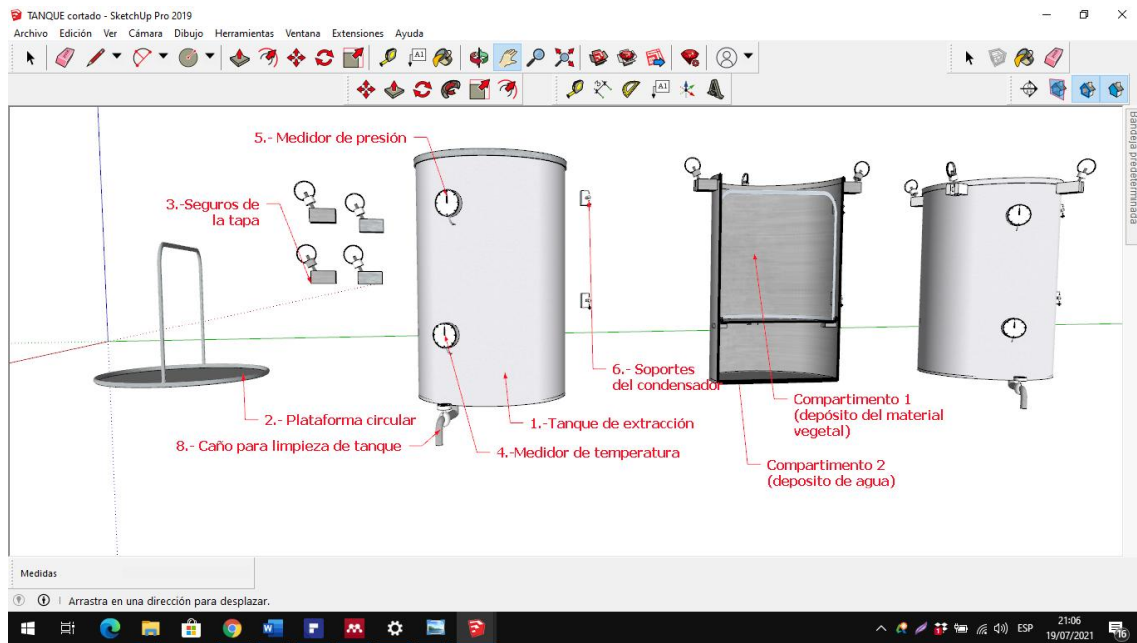 TANQUE cortado - SketchUp Pro 2019
Archivo Edición Ver Cámara Dibujo Herramientas Ventana Extensiones Ayuda
A1
A1
Bandeja predeterminada
5.- Medidor de presión
3.-Seguros de
la tapa
6.- Soportes
del condensador
2.- Plataforma circular
1.-Tanque de extracción
8.- Caño para limpieza de tanque
4.-Medidor de temperatura
Compartimento 1
(depósito del material
vegetal)
Compartimento 2
(deposito de agua)
Medidas
Arrastra en una dirección para desplazar.
ESP
21:06
19/07/2021
16